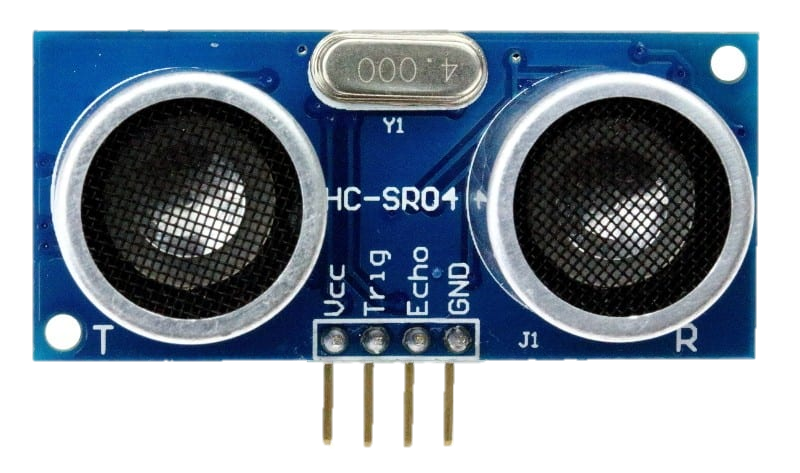 4.000
Y1
HC-SR04
Vcc
Trig
Echo
GND
T
J1
R